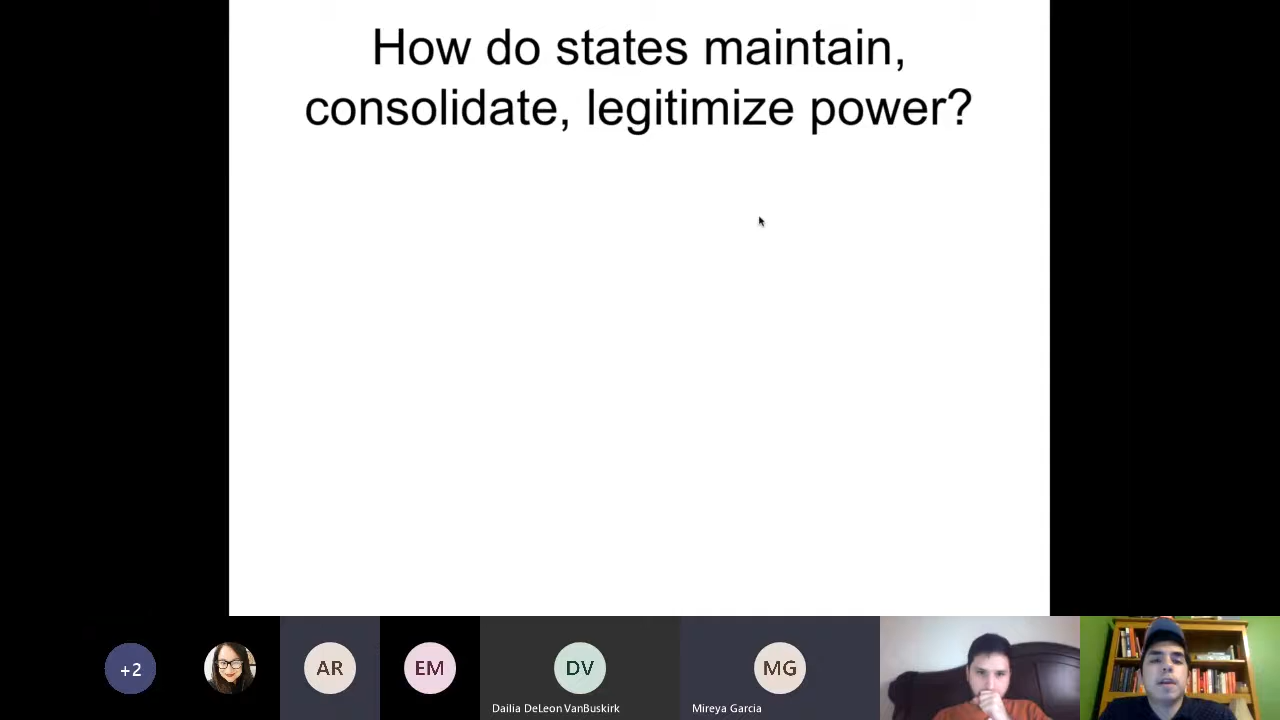 How do states maintain,
consolidate, legitimize power?
+2
AR
EM
DV
MG
Dailia DeLeon VanBuskirk
Mireya Garcia